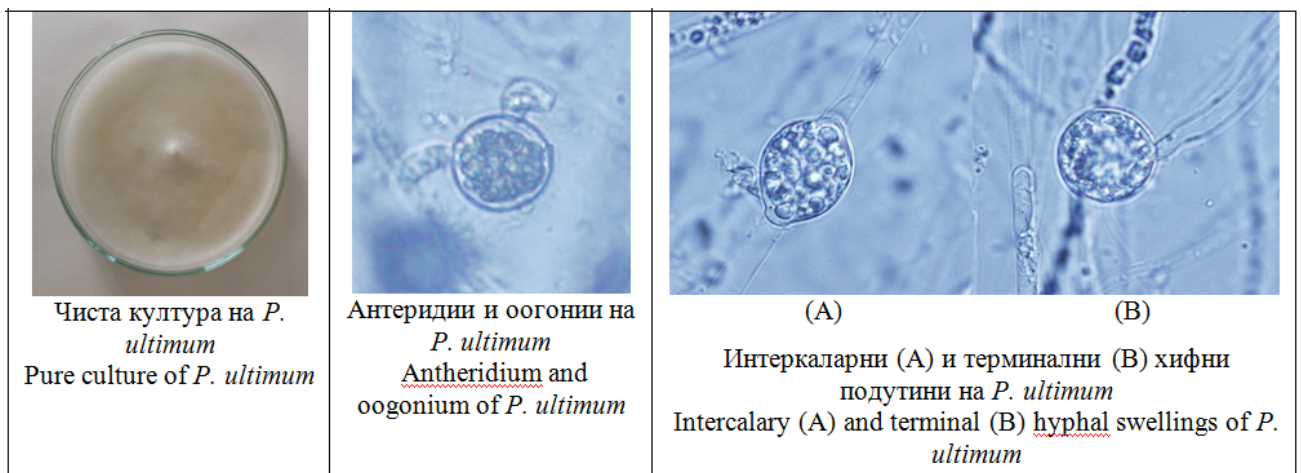 Чиста култура на P.
ultimum
Pure culture of P. ultimum
Антеридии и оогонии на
P. ultimum
Antheridium and
oogonium of P. ultimum
(A)
(B)
Интеркаларни (A) и терминални (B) хифни
подутини на P. ultimum
Intercalary (A) and terminal (B) hyphal swellings of P.
ultimum